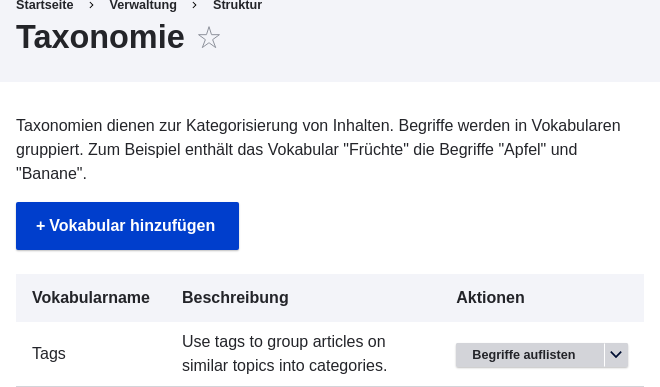 Startseite > Verwaltung > Struktur
Taxonomie
Taxonomien dienen zur Kategorisierung von Inhalten. Begriffe werden in Vokabularen
gruppiert. Zum Beispiel enthält das Vokabular "Früchte" die Begriffe "Apfel" und
"Banane".
+ Vokabular hinzufügen
Vokabularname Beschreibung Aktionen
Tags Use tags to group articles on similar topics into categories. Begriffe auflisten